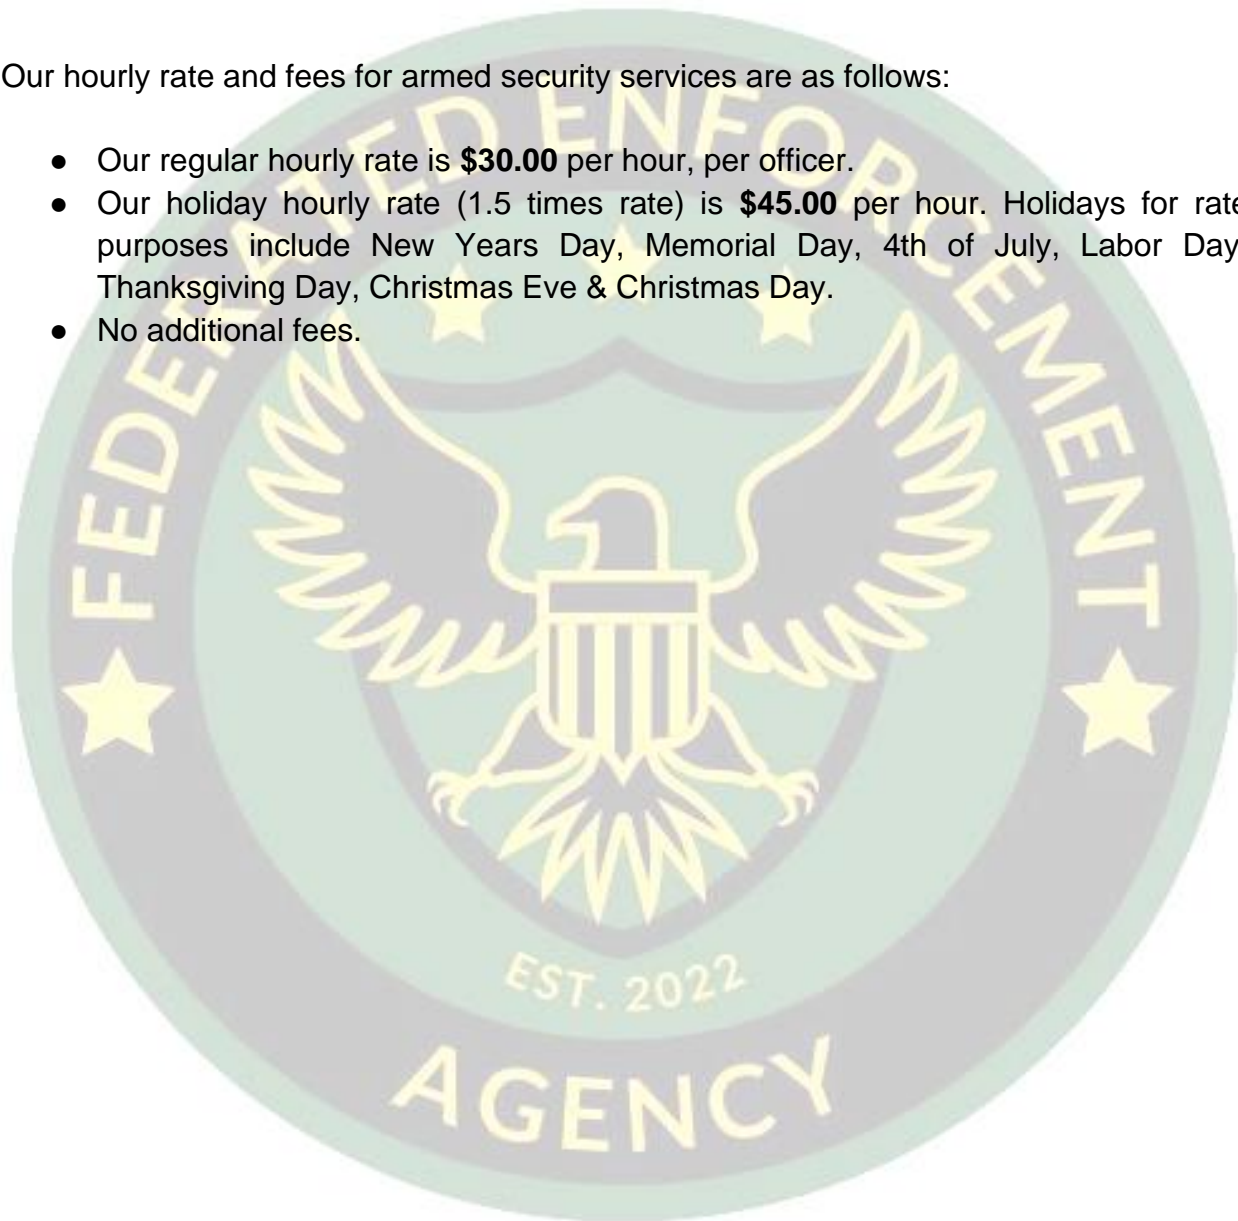 Our hourly rate and fees for armed security services are as follows:
● Our regular hourly rate is $30.00 per hour, per officer.
● Our holiday hourly rate (1.5 times rate) is $45.00 per hour. Holidays for rate
purposes include New Years Day, Memorial Day, 4th of July, Labor Day
Thanksgiving Day, Christmas Eve & Christmas Day.
● No additional fees.
FEDERATED ENFORCEMENT
EST. 2022
AGENCY